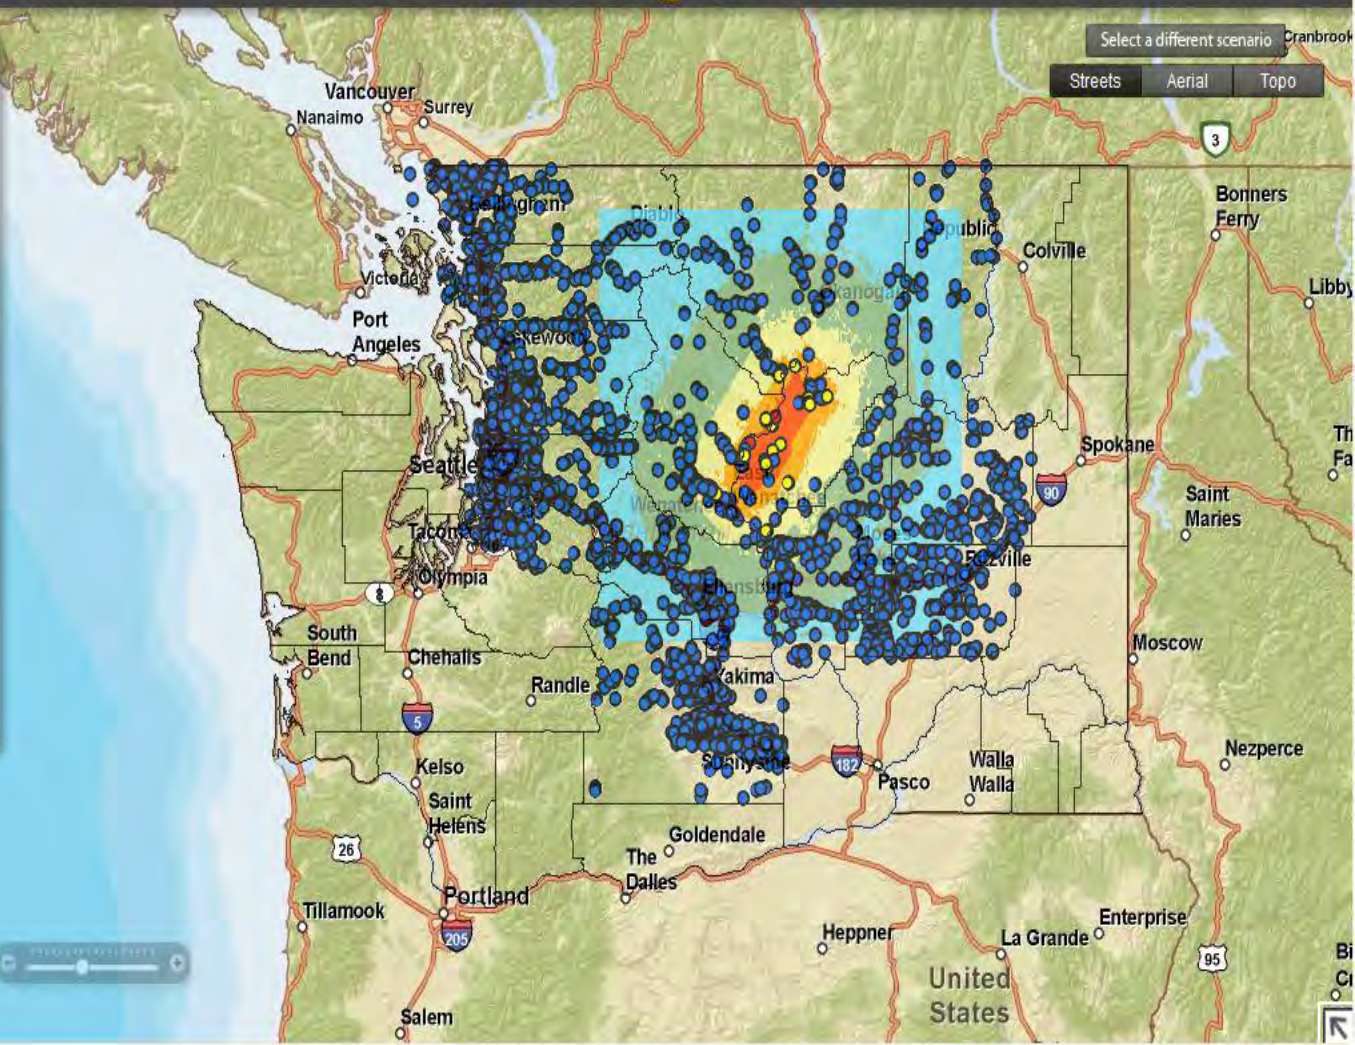 Select a different scenario
Cranbrook
Streets
Aerial
Topo
Vancouver
Surrey
Nanaimo
3
Bonners
Ferry
Colville
Libby
Victoria
Port
Angeles
Spokane
90
Seattle
Saint
Maries
Tacoma
Olympia
8
South
Bend
Chehalis
Randle
Yakima
Moscow
5
Kelso
Sunnyside
182
Pasco
Walla
Walla
Nezperce
Saint
Helens
Goldendale
26
The
Dalles
Portland
Tillamook
205
Heppner
La Grande
Enterprise
95
United
States
Salem